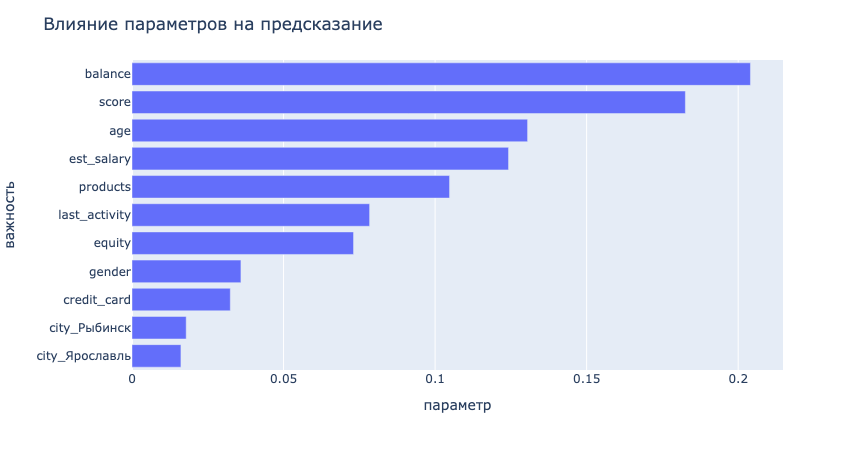 Влияние параметров на предсказание
важность
balance
score
age
est_salary
products
last_activity
equity
gender
credit_card
city_Рыбинск
city_Ярославль
0 0.05 0.1 0.15 0.2
параметр